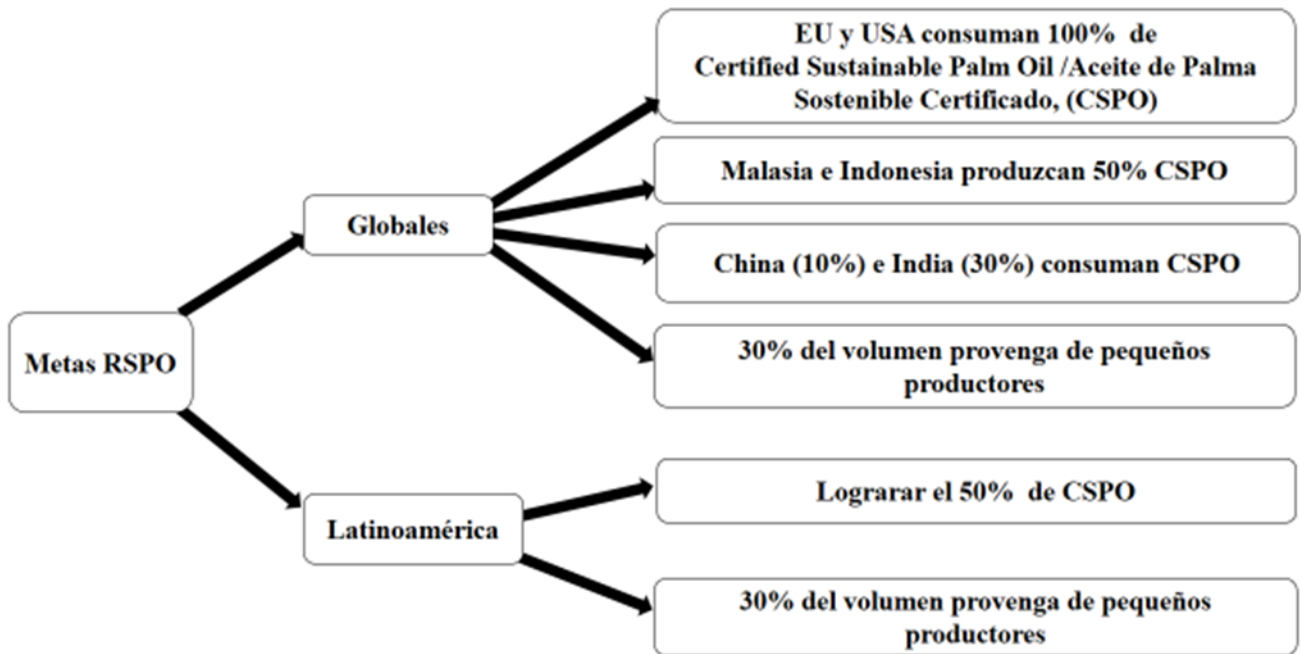 EU y USA consuman 100% de
Certified Sustainable Palm Oil /Aceite de Palma
Sostenible Certificado, (CSPO)
Malasia e Indonesia produzcan 50% CSPO
Globales
China (10%) e India (30%) consuman CSPO
Metas RSPO
30% del volumen provenga de pequeños
productores
Lograrar el 50% de CSPO
Latinoamérica
30% del volumen provenga de pequeños
productores